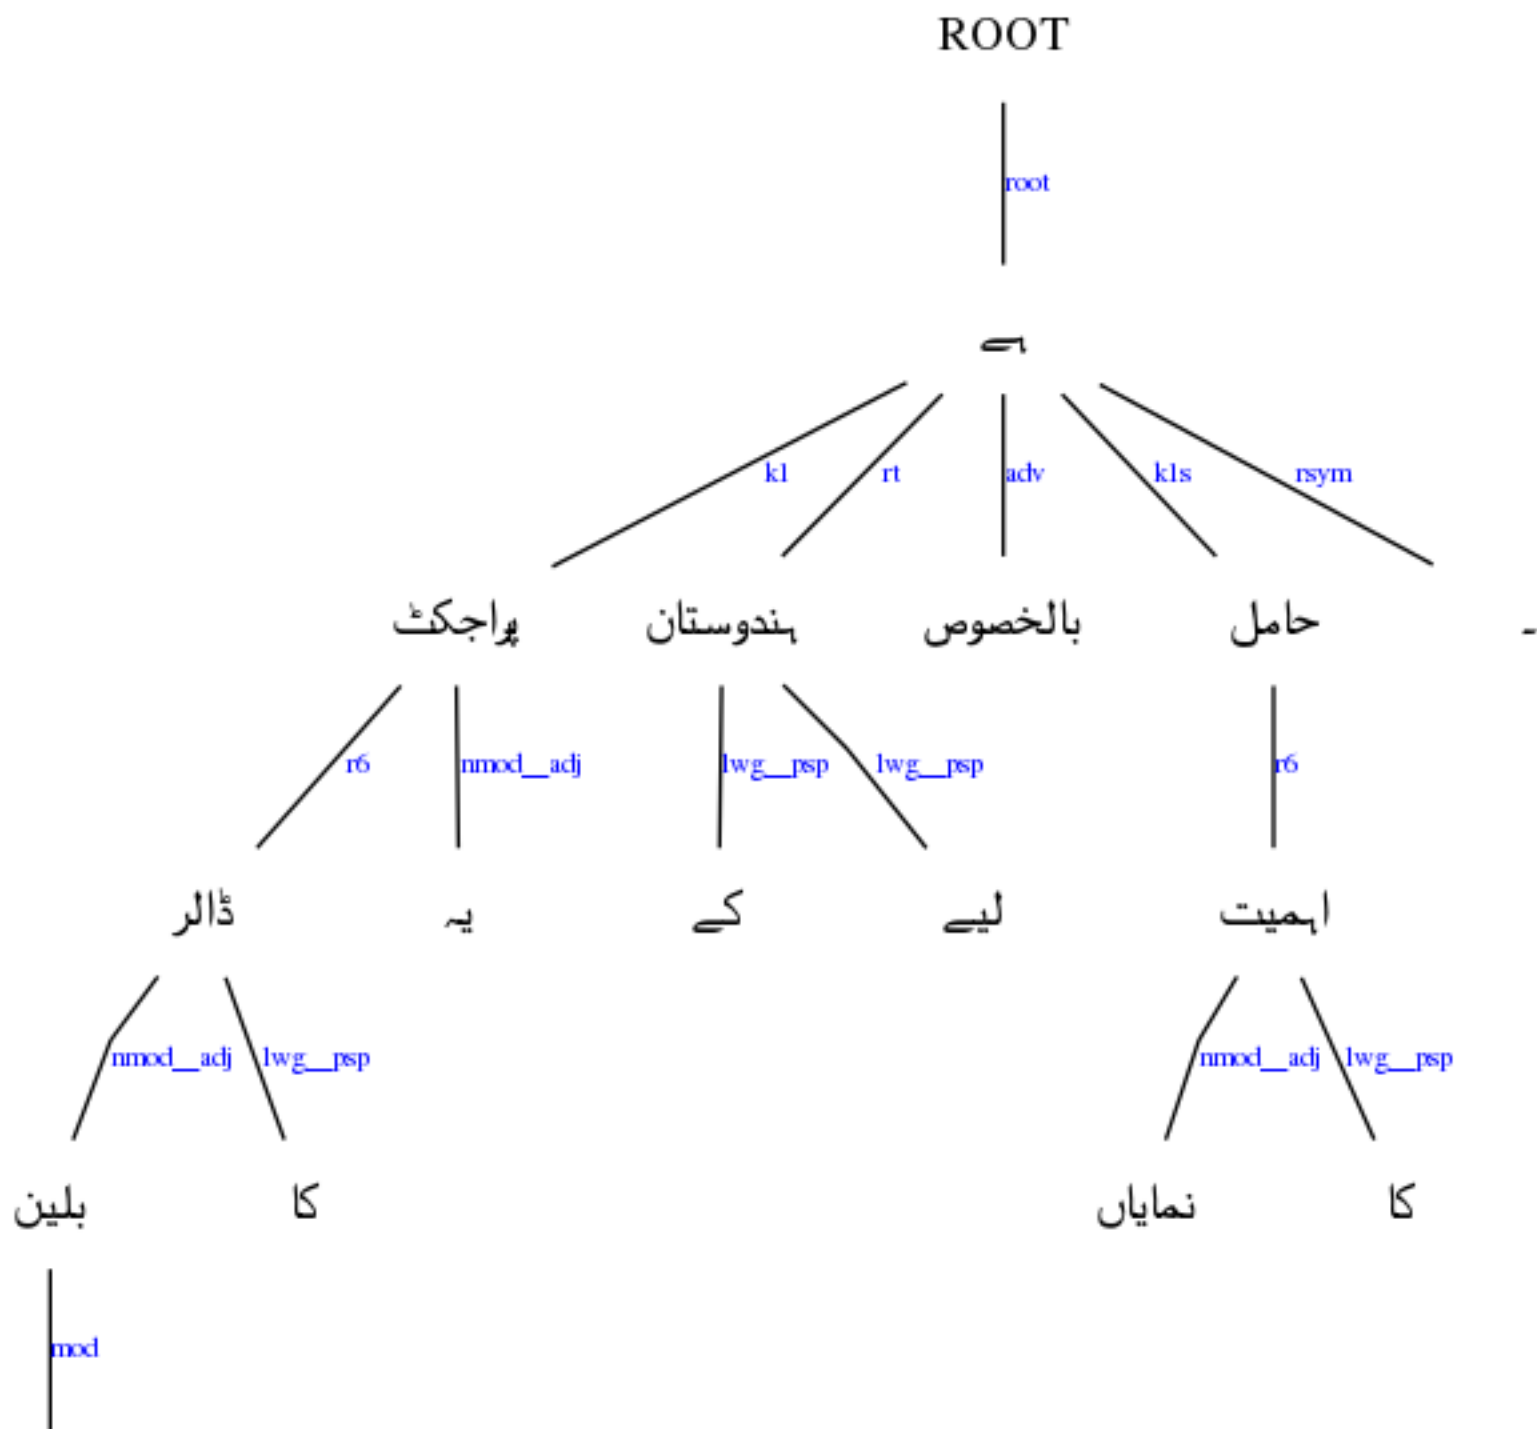 ROOT
root
ہے
k1 rt adv k1s rsym
پراجکٹ ہندوستان بالخصوص حامل ۔
r6 nmod__adj lwg__psp lwg__psp r6
ڈالر یہ کے لیے اہمیت
nmod__adj lwg__psp nmod__adj lwg__psp
بلین کا نمایاں کا
mod